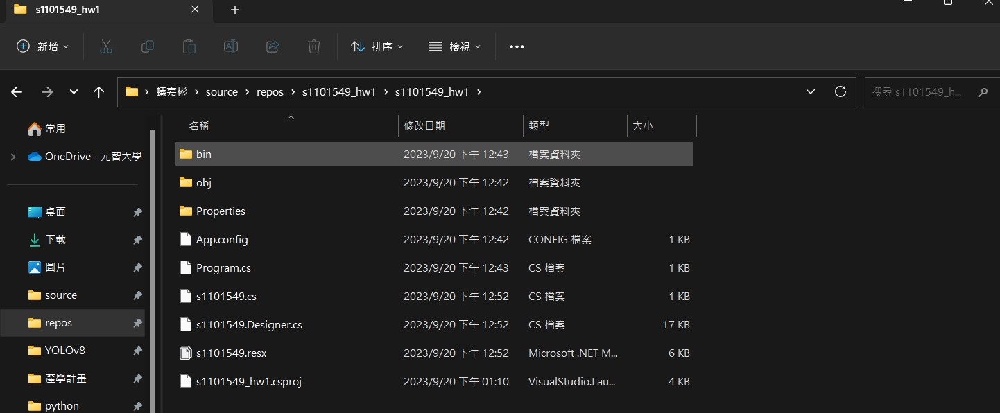 s1101549_hw1
新增
排序
檢視
蟻嘉彬 source repos s1101549_hw1 s1101549_hw1
搜尋 s1101549_h...
常用
OneDrive - 元智大學
桌面
下載
圖片
source
repos
YOLOv8
產學計畫
python
名稱 修改日期 類型 大小
bin 2023/9/20 下午 12:43 檔案資料夾
obj 2023/9/20 下午 12:42 檔案資料夾
Properties 2023/9/20 下午 12:42 檔案資料夾
App.config 2023/9/20 下午 12:42 CONFIG 檔案 1 KB
Program.cs 2023/9/20 下午 12:43 CS 檔案 1 KB
s1101549.cs 2023/9/20 下午 12:52 CS 檔案 1 KB
s1101549.Designer.cs 2023/9/20 下午 12:52 CS 檔案 17 KB
s1101549.resx 2023/9/20 下午 12:52 Microsoft .NET M... 6 KB
s1101549_hw1.csproj 2023/9/20 下午 01:10 VisualStudio.Lau... 4 KB